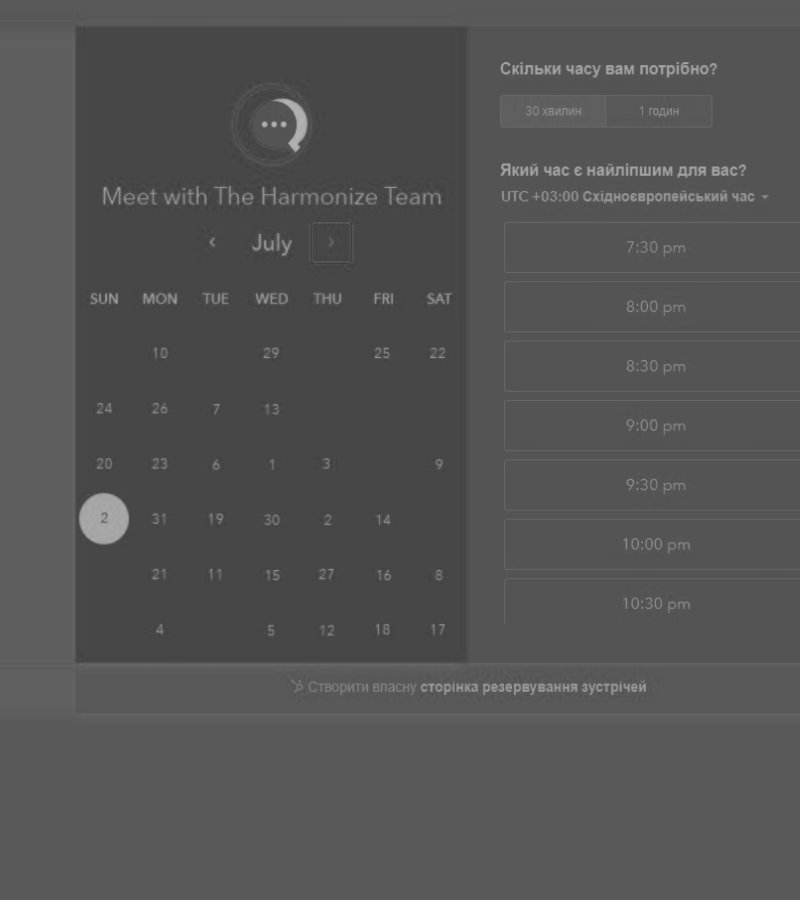 Meet with The Harmonize Team
July
SUN MON TUE WED THU FRI SAT
10 29 25 22
24 26 7 13
20 23 6 1 3 9
2 31 19 30 2 14
21 11 15 27 16 8
4 5 12 18 17
Скільки часу вам потрібно?
30 хвилин 1 годин
Який час є найліпшим для вас?
UTC +03:00 Східноєвропейський час
7:30 pm
8:00 pm
8:30 pm
9:00 pm
9:30 pm
10:00 pm
10:30 pm
Створити власну сторінка резервування зустрічей